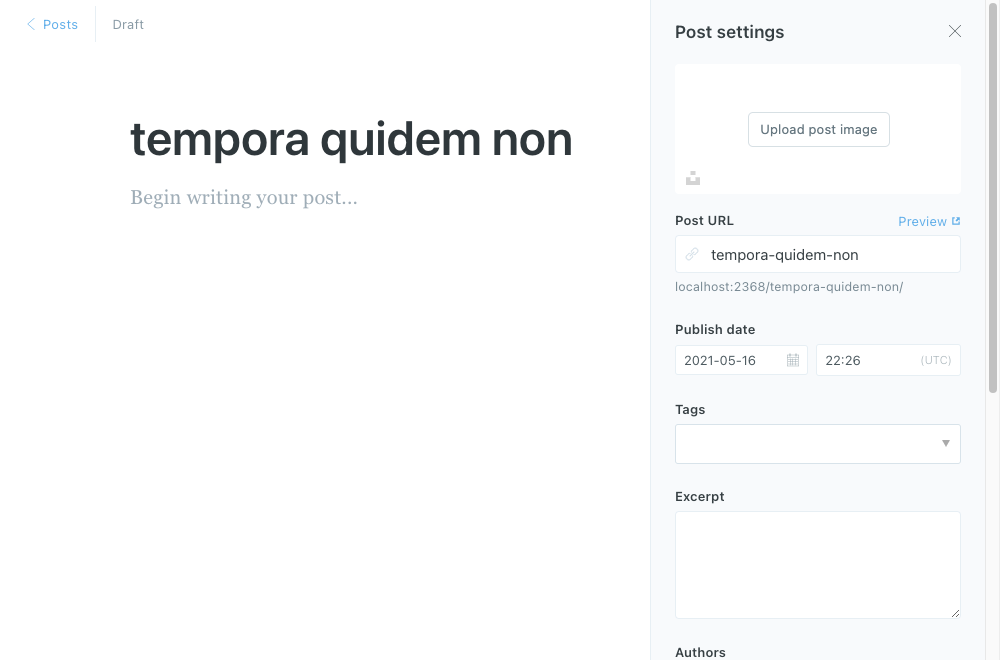 Posts
Draft
tempora quidem non
Begin writing your post...
Post settings
Upload post image
Post URL
Preview
tempora-quidem-non
localhost:2368/tempora-quidem-non/
Publish date
2021-05-16
22:26
(UTC)
Tags
Excerpt
Authors